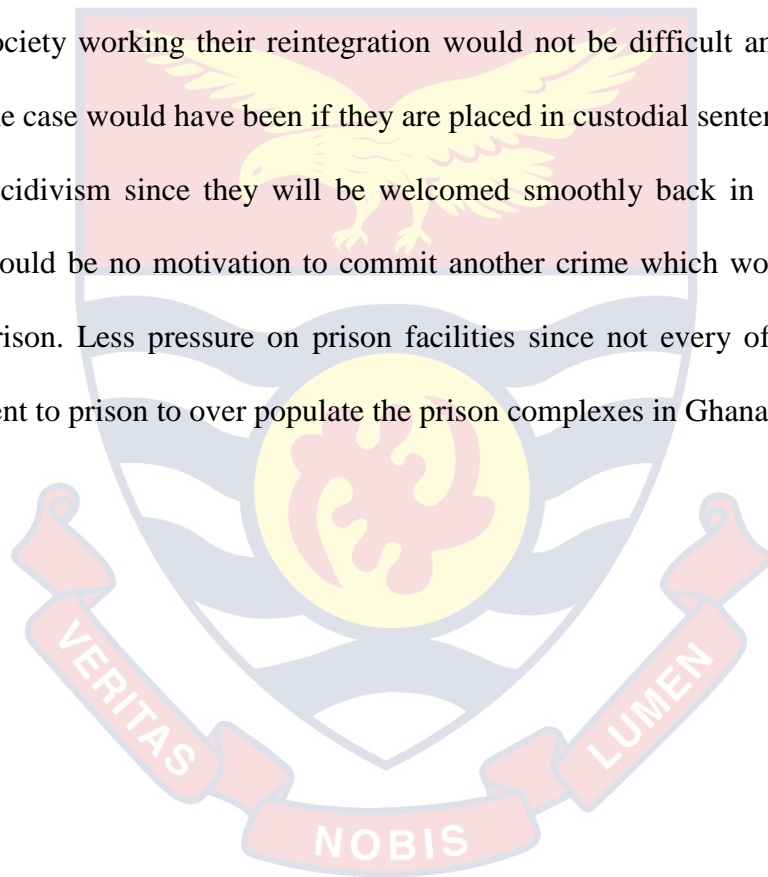 ociety working their reintegration would not be difficult an
e case would have been if they are placed in custodial senten
cidivism since they will be welcomed smoothly back in
ould be no motivation to commit another crime which wo
rison. Less pressure on prison facilities since not every of
ent to prison to over populate the prison complexes in Ghana
VERITAS
NOBIS
LUMEN